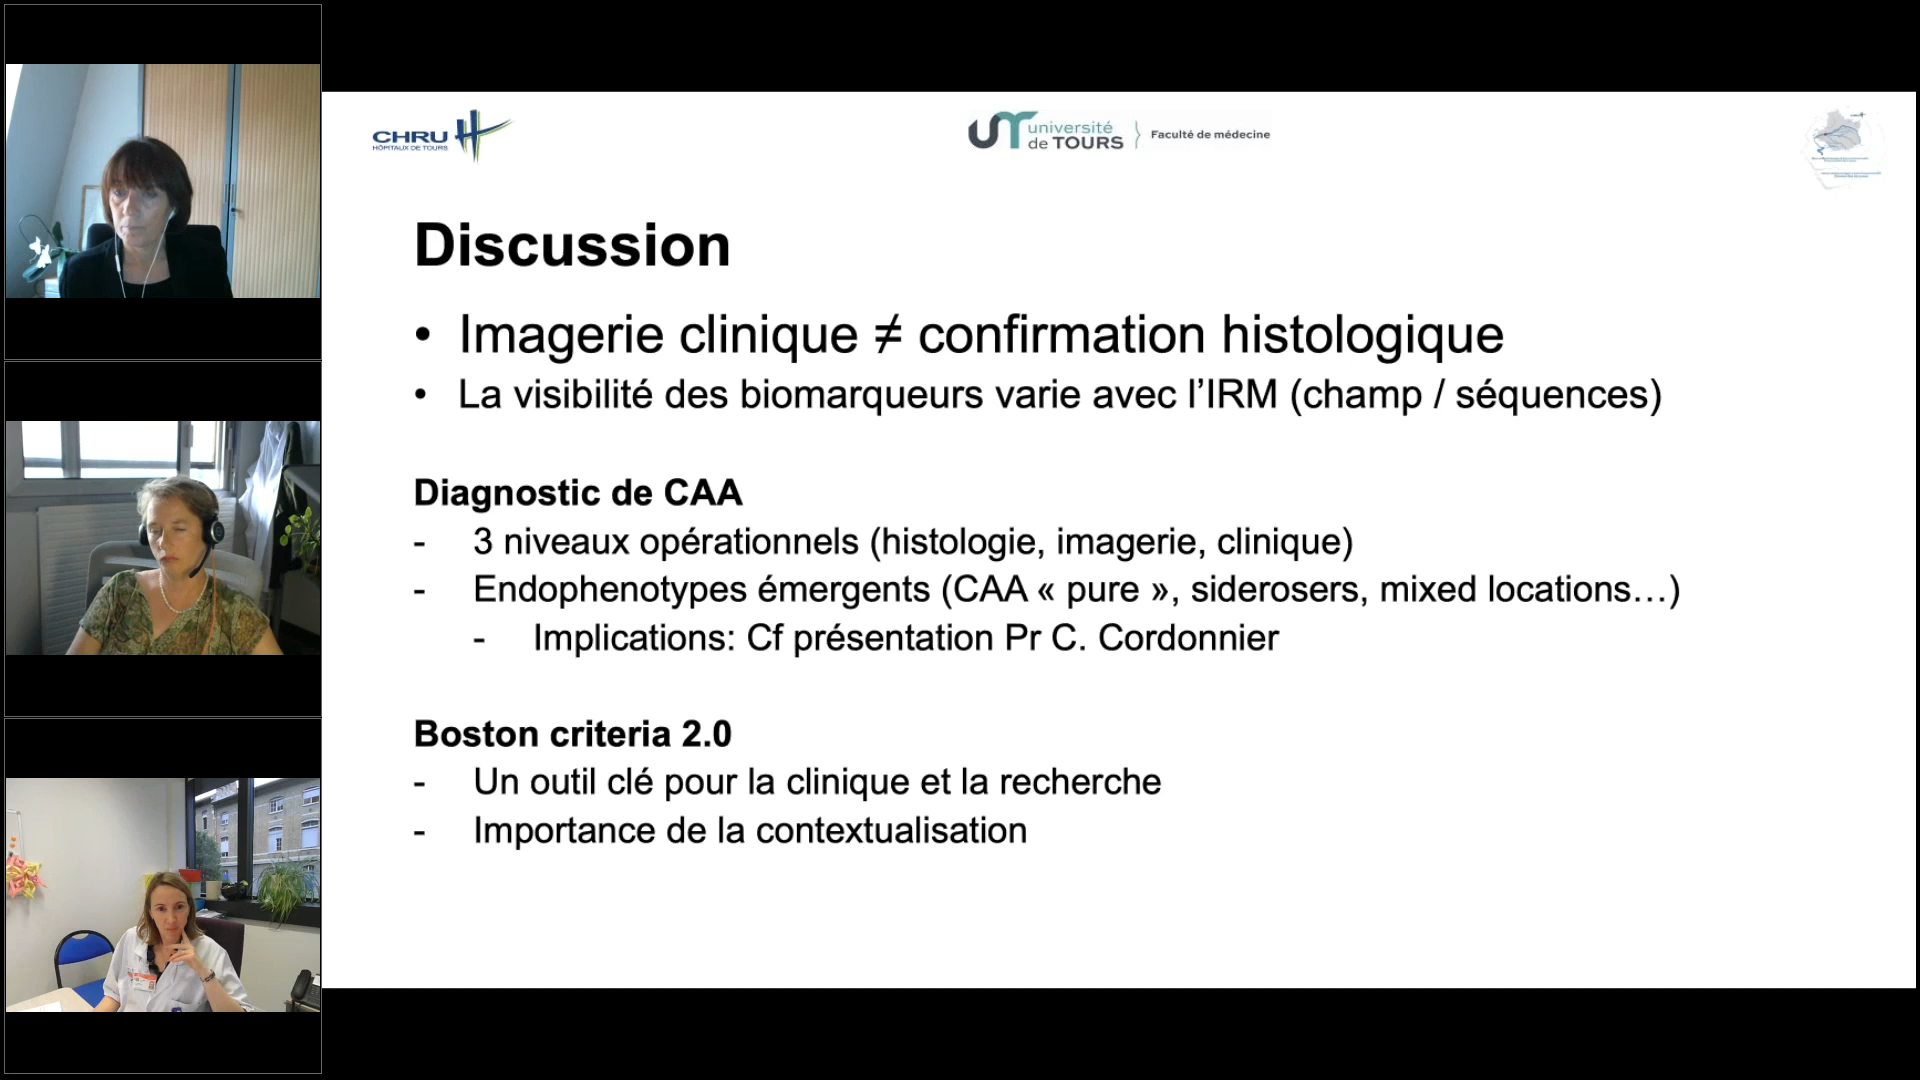 CHRU
HÔPITAUX DE TOURS
université
de TOURS
Faculté de médecine
Discussion
• Imagerie clinique ≠ confirmation histologique
• La visibilité des biomarqueurs varie avec l’IRM (champ / séquences)
Diagnostic de CAA
- 3 niveaux opérationnels (histologie, imagerie, clinique)
- Endophenotypes émergents (CAA « pure », siderosers, mixed locations…)
- Implications: Cf présentation Pr C. Cordonnier
Boston criteria 2.0
- Un outil clé pour la clinique et la recherche
- Importance de la contextualisation